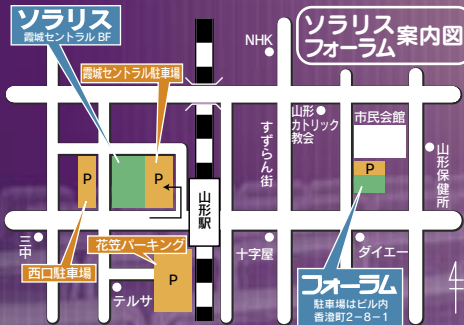 ソラリス
霞城セントラル BF
ソラリス
フォーラム 案内図
NHK
霞城セントラル駐車場
山形
カトリック
教会
市民会館
すずらん街
山形保健所
P
P
P
山形駅
三中
花笠パーキング
十字屋
ダイエー
西口駐車場
P
テルサ
フォーラム
駐車場はビル内
香澄町2-8-1